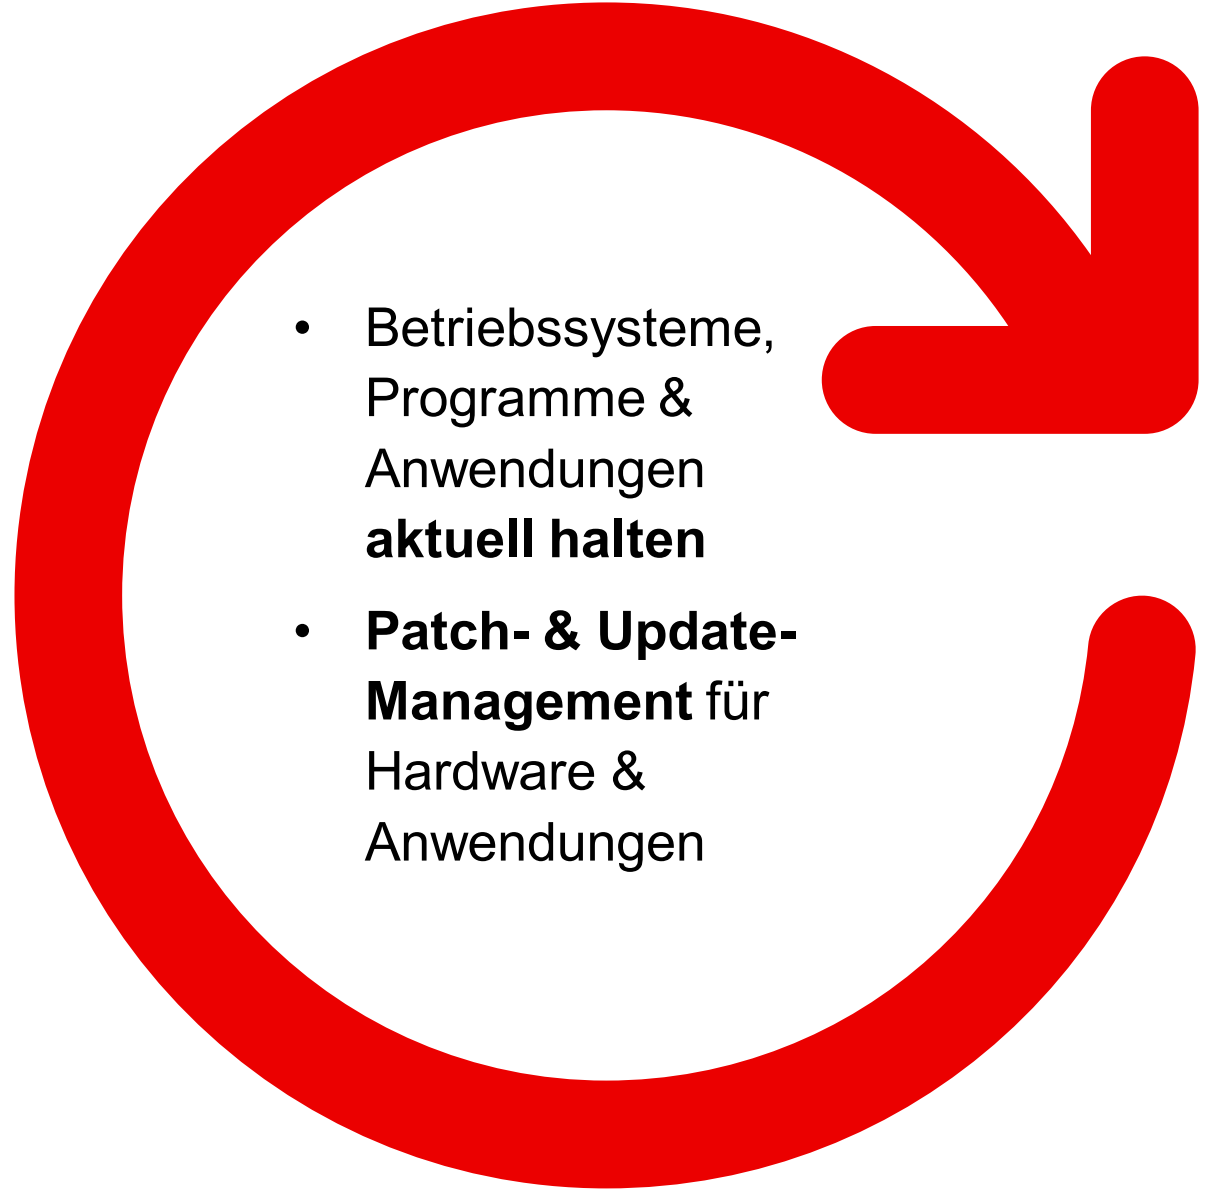 • Betriebssysteme,
Programme &
Anwendungen
aktuell halten
• Patch- & Update-
Management für
Hardware &
Anwendungen